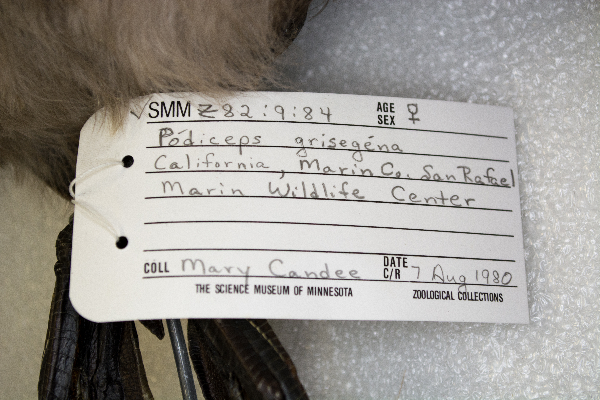 ✓SMM Z82:9:84 AGE SEX ♀
Pódiceps grisegéna
California, Marin Co. San Rafael
Marin Wildlife Center
COLL Mary Candee DATE C/R 7 Aug 1980
THE SCIENCE MUSEUM OF MINNESOTA ZOOLOGICAL COLLECTIONS